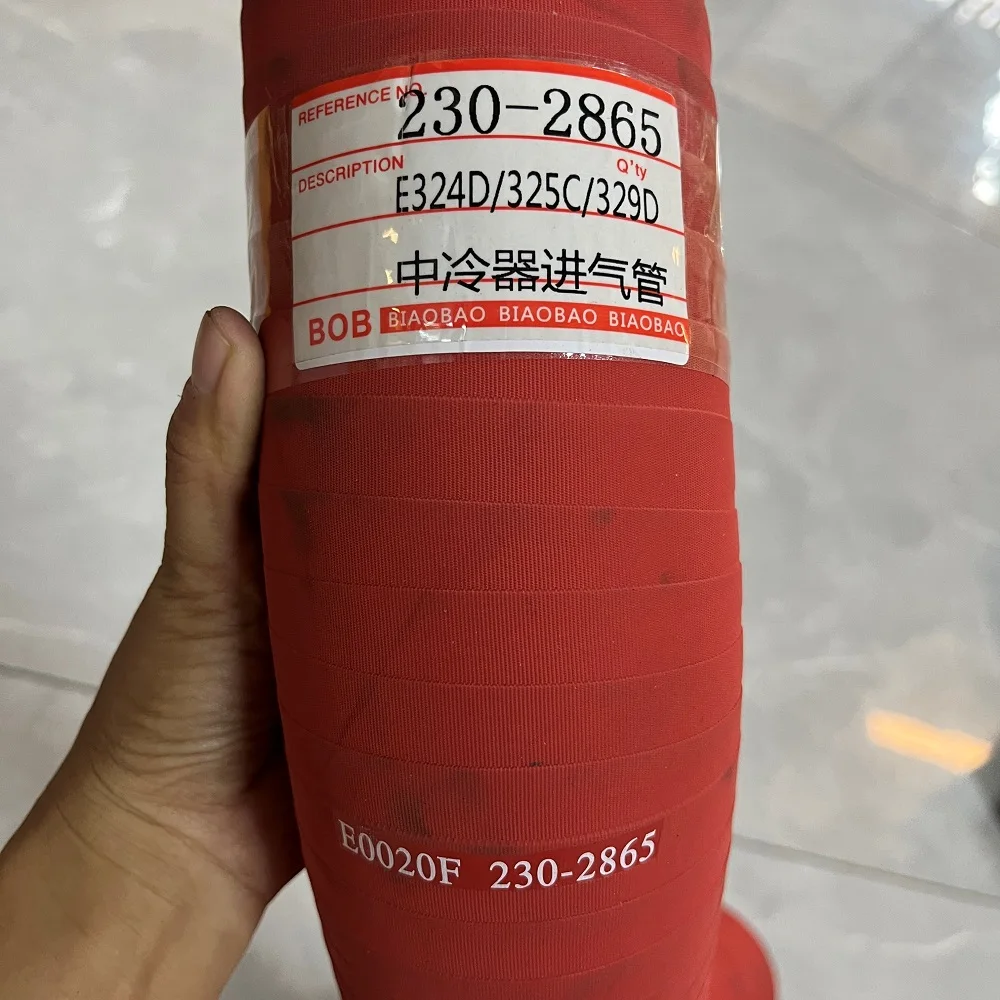 REFERENCE NO.
230-2865
DESCRIPTION
Q'ty
E324D/325C/329D
中冷器进气管
BOB BIAOBAO BIAOBAO BIAOBAO
E0020F 230-2865